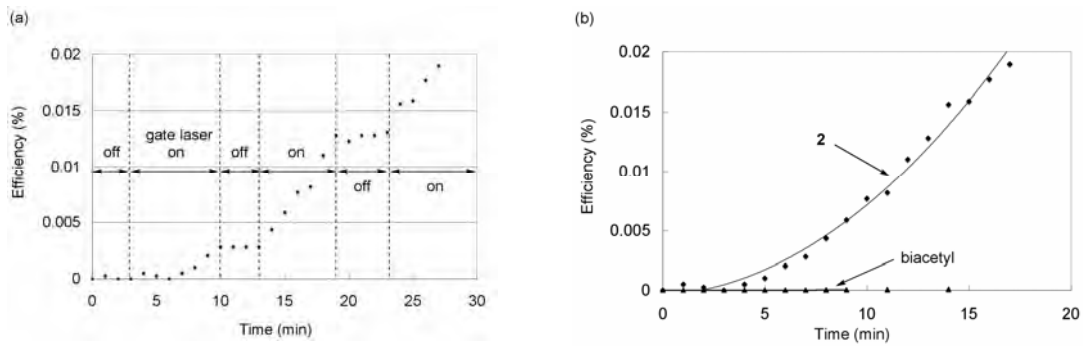 (a)
0.02
0.015
0.01
0.005
0
Efficiency (%)
gate laser
off on off on
off on
0 5 10 15 20 25 30
Time (min)
(b)
0.02
0.015
0.01
0.005
0
Efficiency (%)
2
biacetyl
0 5 10 15 20
Time (min)